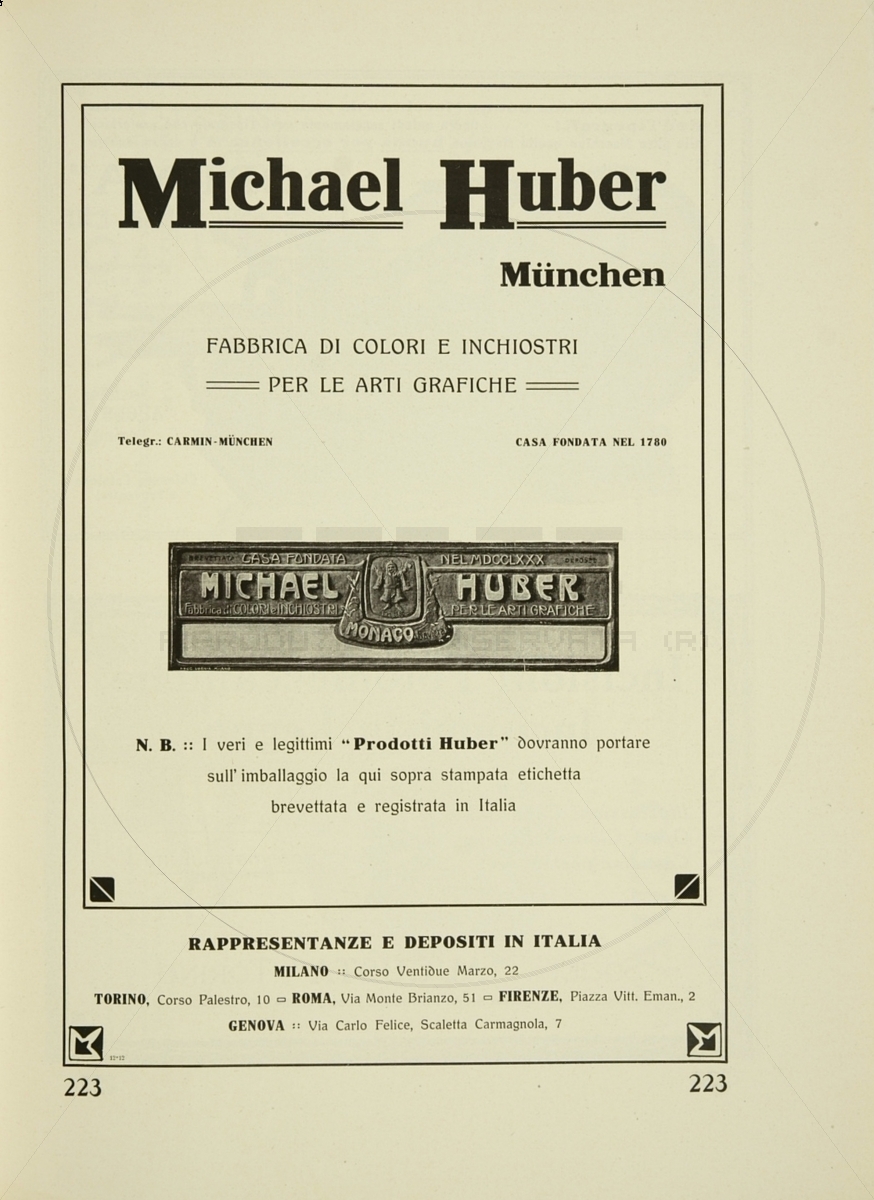 Michael Huber
München
FABBRICA DI COLORI E INCHIOSTRI
PER LE ARTI GRAFICHE
Telegr.: CARMIN-MÜNCHEN
CASA FONDATA NEL 1780
CASA FONDATA NEL MDCCLXXX
MICHAEL HUBER
Fabbrica di COLORI e INCHIOSTRI PER LE ARTI GRAFICHE
MONACO
RIPRODUZIONE RISERVATA (R)
N. B. :: I veri e legittimi “Prodotti Huber” dovranno portare
sull' imballaggio la qui sopra stampata etichetta
brevettata e registrata in Italia
RAPPRESENTANZE E DEPOSITI IN ITALIA
MILANO :: Corso Ventidue Marzo, 22
TORINO, Corso Palestro, 10 = ROMA, Via Monte Brianzo, 51 = FIRENZE, Piazza Vitt. Eman., 2
GENOVA :: Via Carlo Felice, Scaletta Carmagnola, 7
223
223